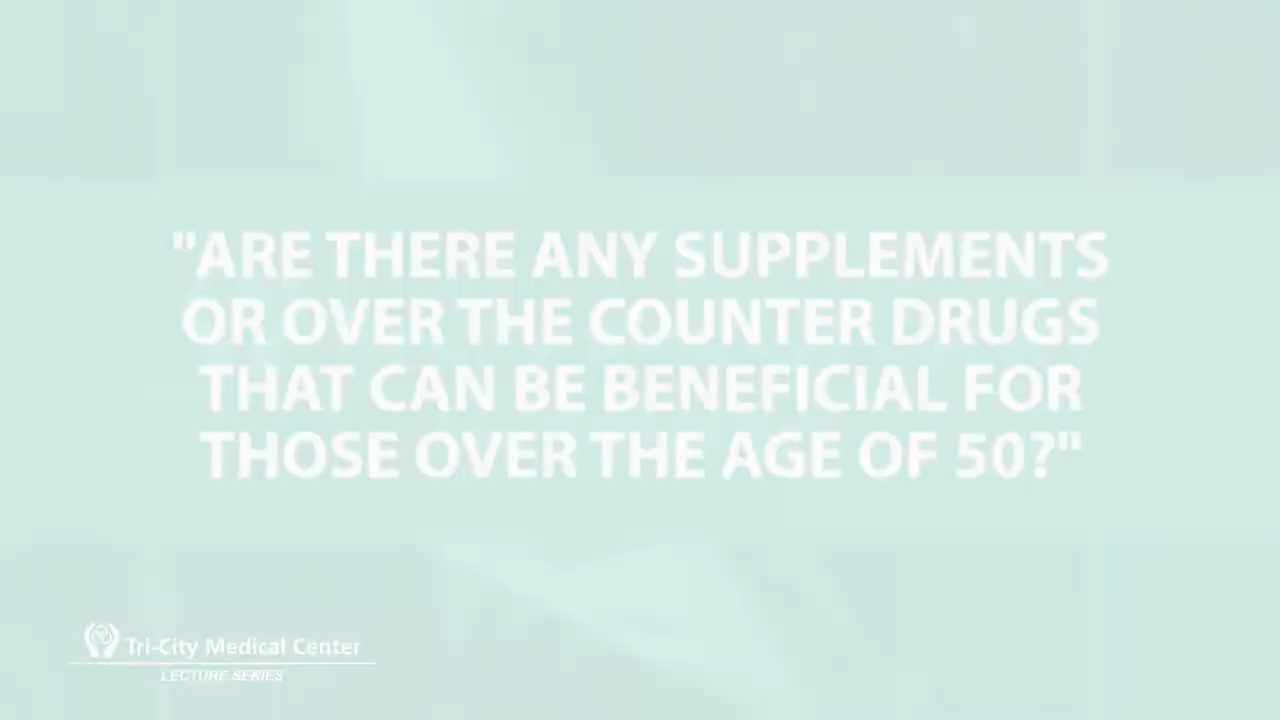 "ARE THERE ANY SUPPLEMENTS
OR OVER THE COUNTER DRUGS
THAT CAN BE BENEFICIAL FOR
THOSE OVER THE AGE OF 50?"
Tri-City Medical Center
LECTURE SERIES